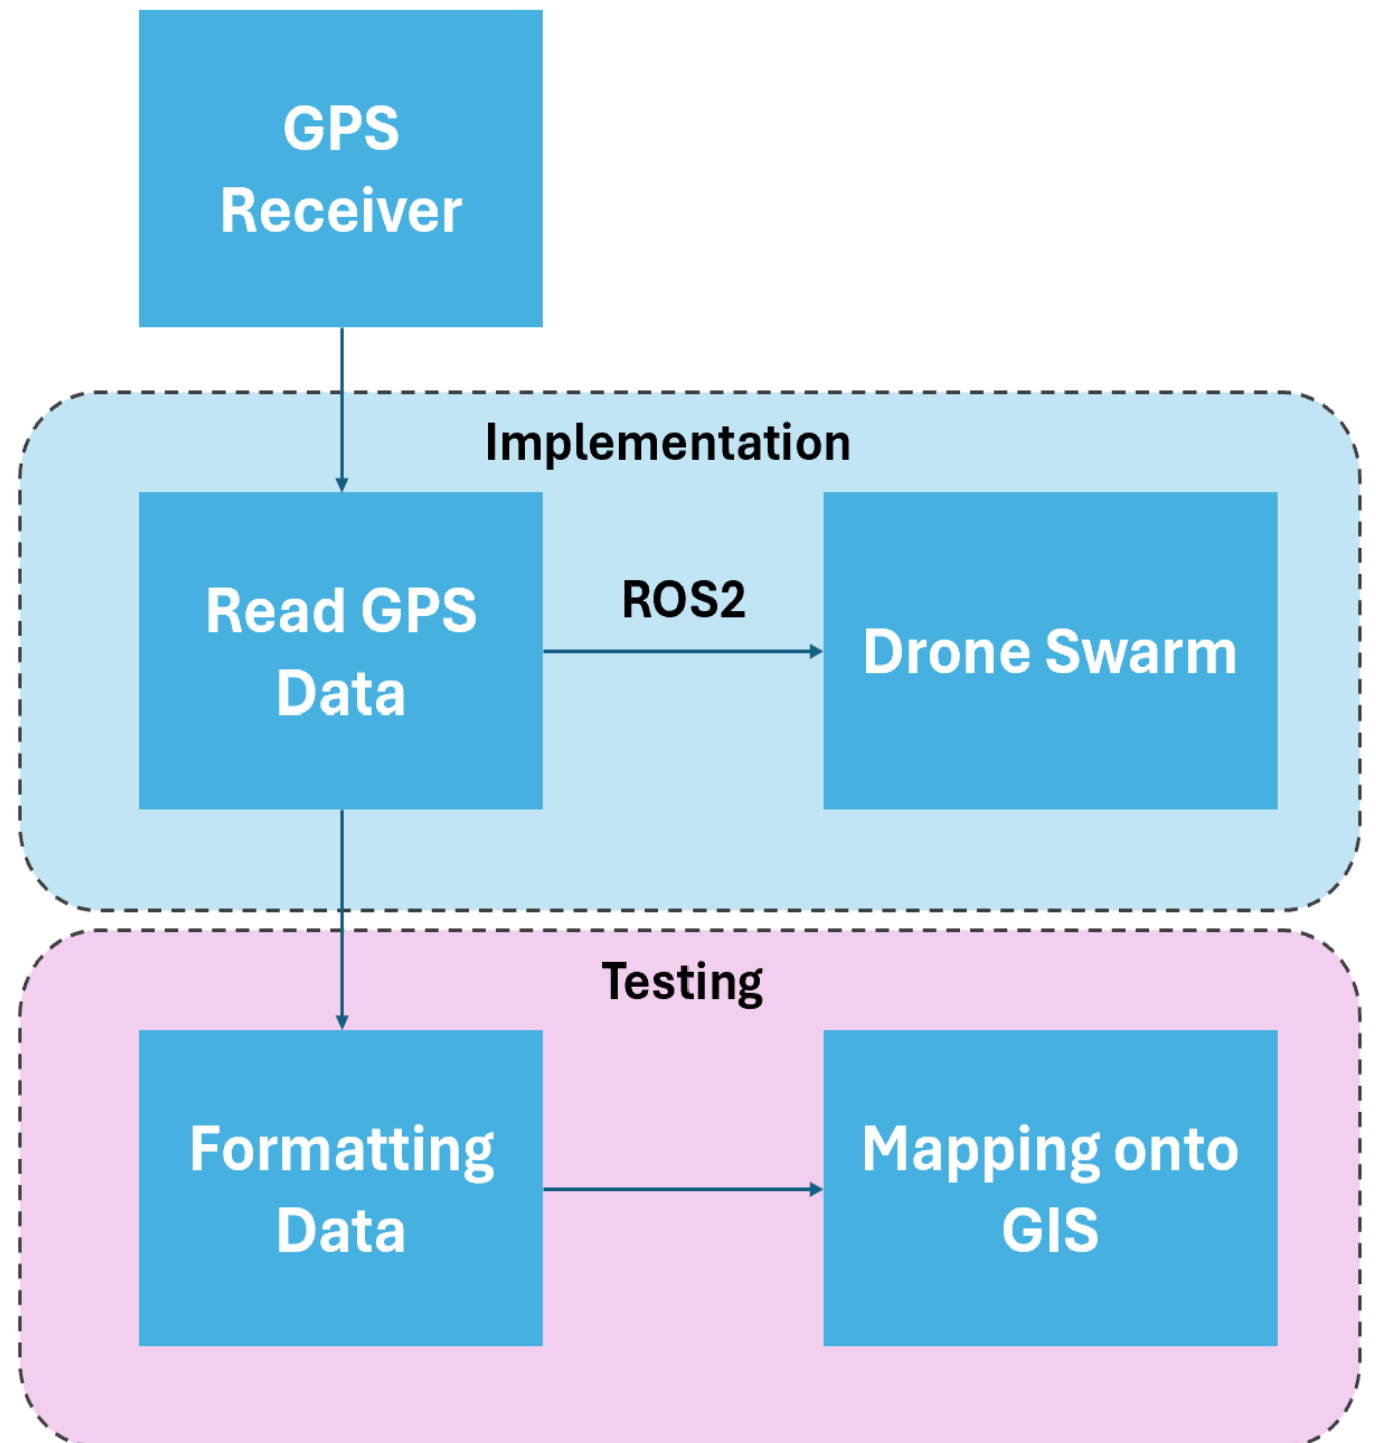 GPS
Receiver
Implementation
Read GPS
Data
ROS2
Drone Swarm
Testing
Formatting
Data
Mapping onto
GIS